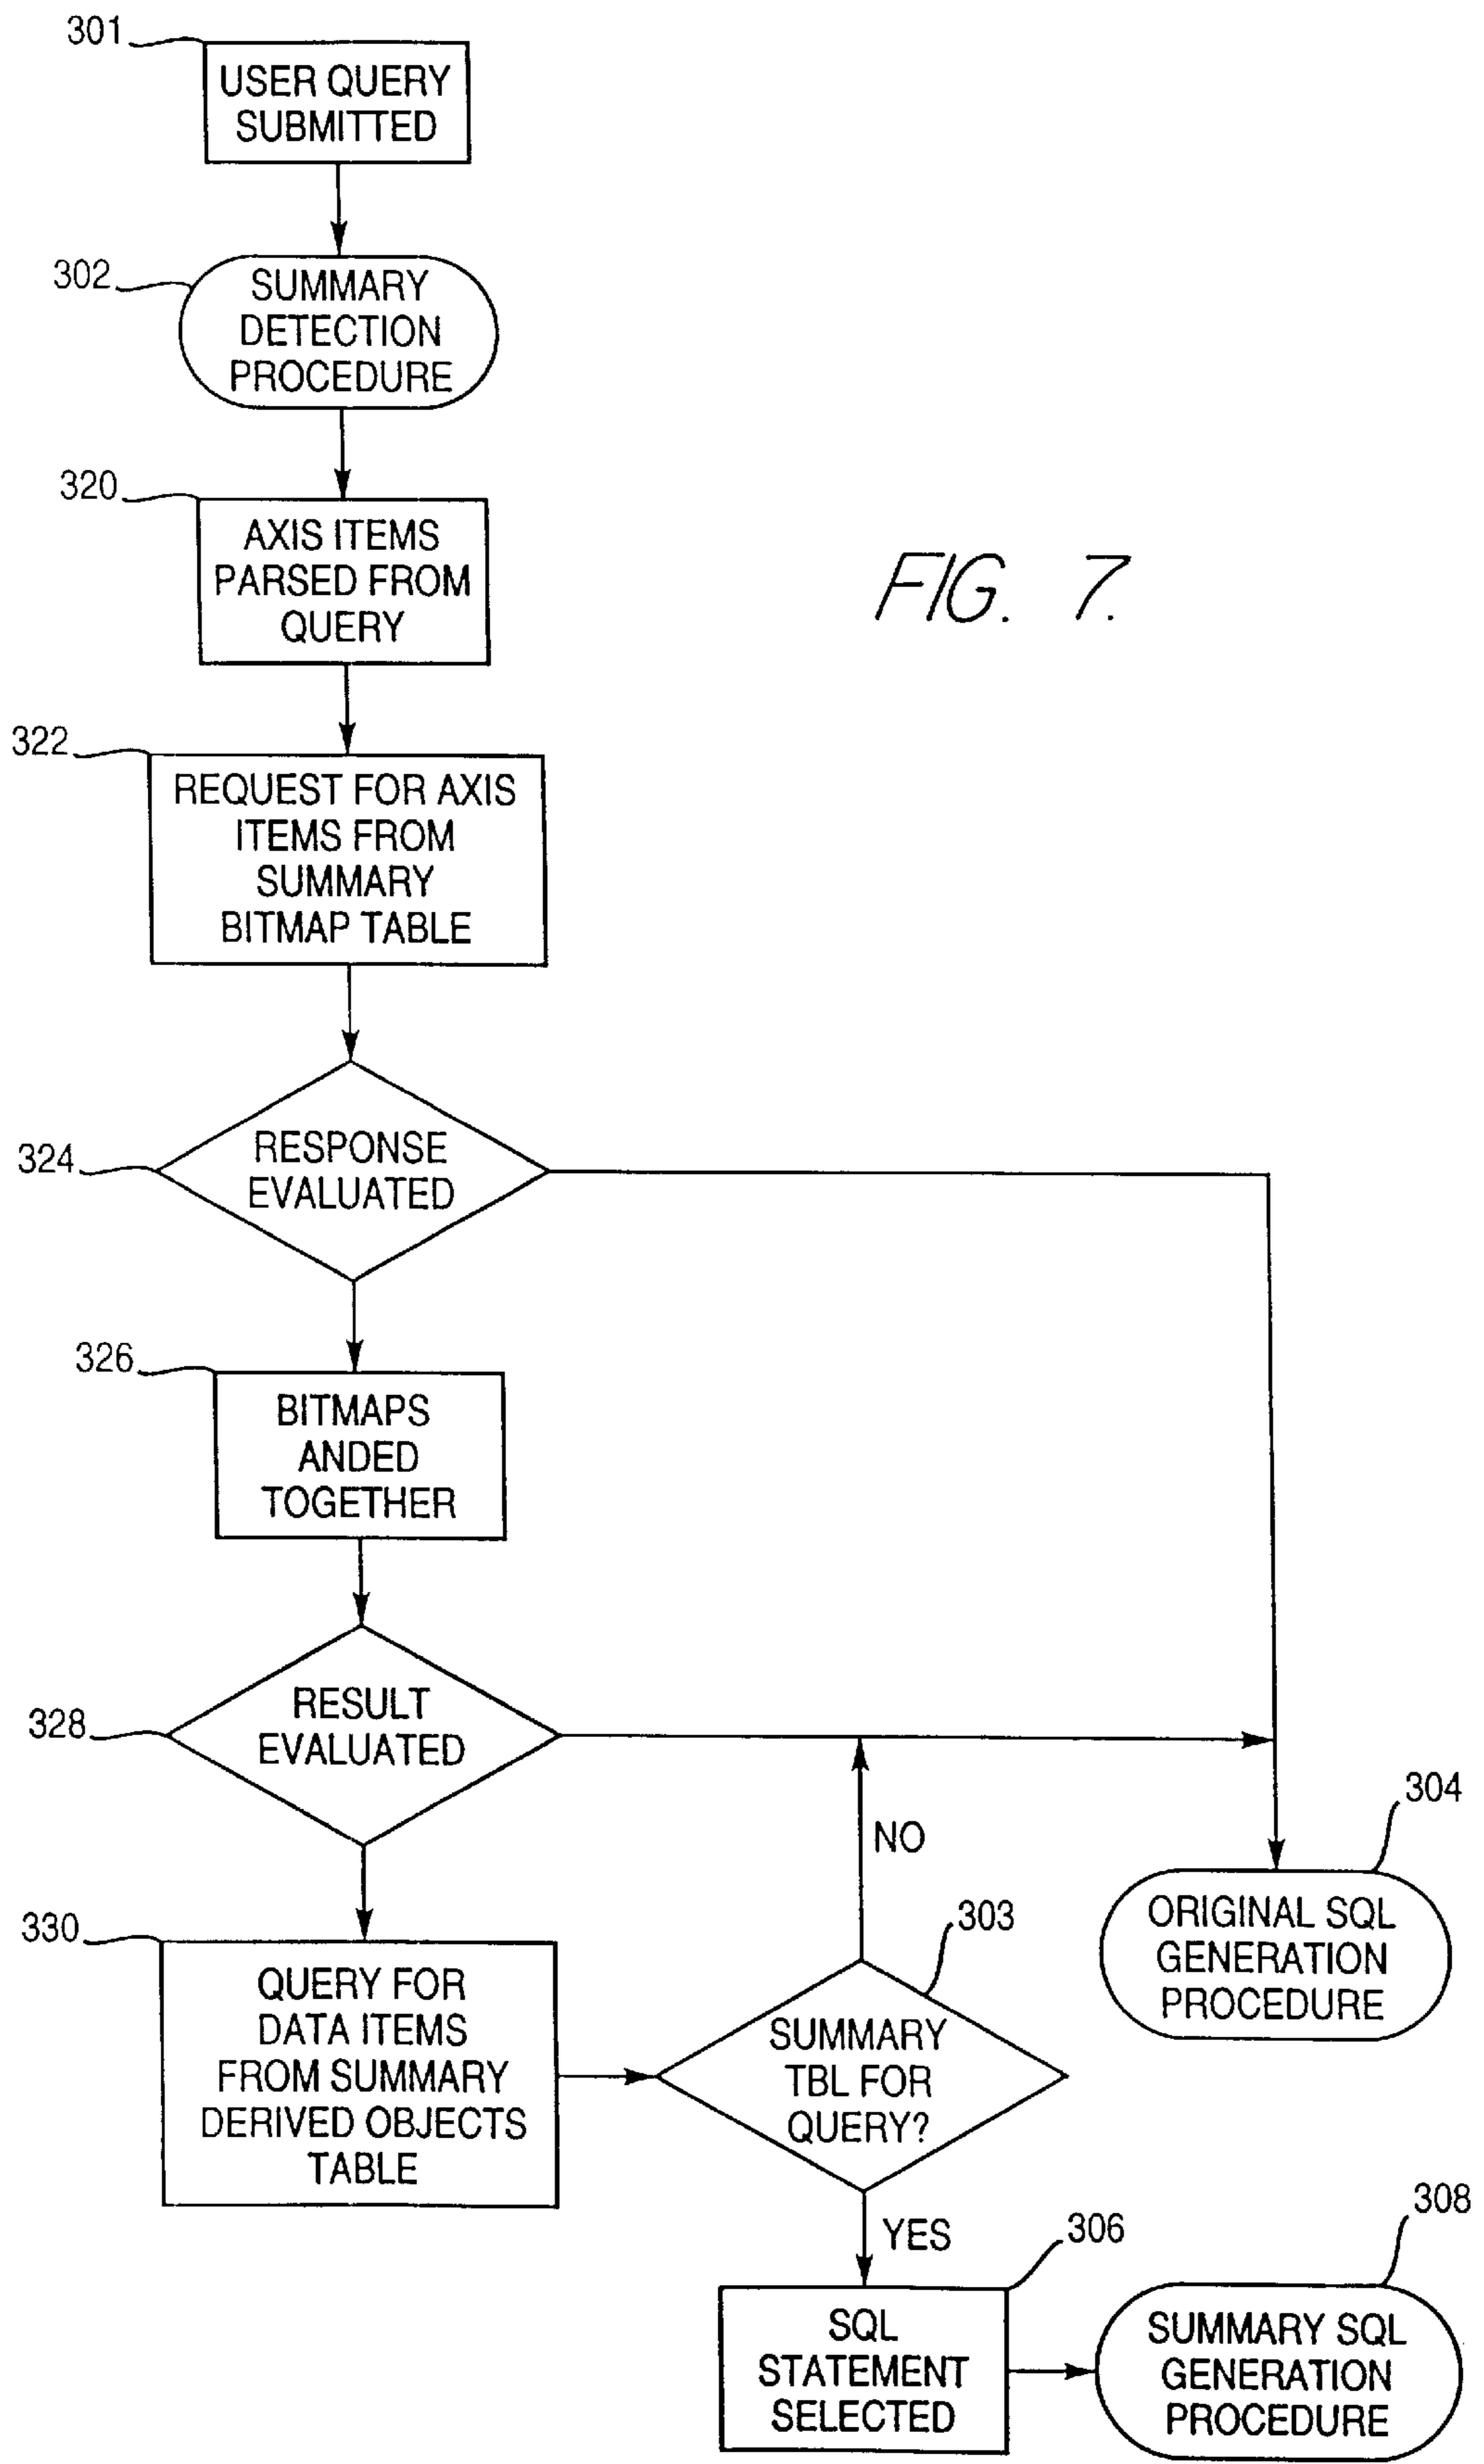 301
USER QUERY
SUBMITTED
302
SUMMARY
DETECTION
PROCEDURE
320
AXIS ITEMS
PARSED FROM
QUERY
FIG. 7.
322
REQUEST FOR AXIS
ITEMS FROM
SUMMARY
BITMAP TABLE
324
RESPONSE
EVALUATED
326
BITMAPS
ANDED
TOGETHER
328
RESULT
EVALUATED
304
ORIGINAL SQL
GENERATION
PROCEDURE
NO
330
QUERY FOR
DATA ITEMS
FROM SUMMARY
DERIVED OBJECTS
TABLE
303
SUMMARY
TBL FOR
QUERY?
YES
306
SQL
STATEMENT
SELECTED
308
SUMMARY SQL
GENERATION
PROCEDURE